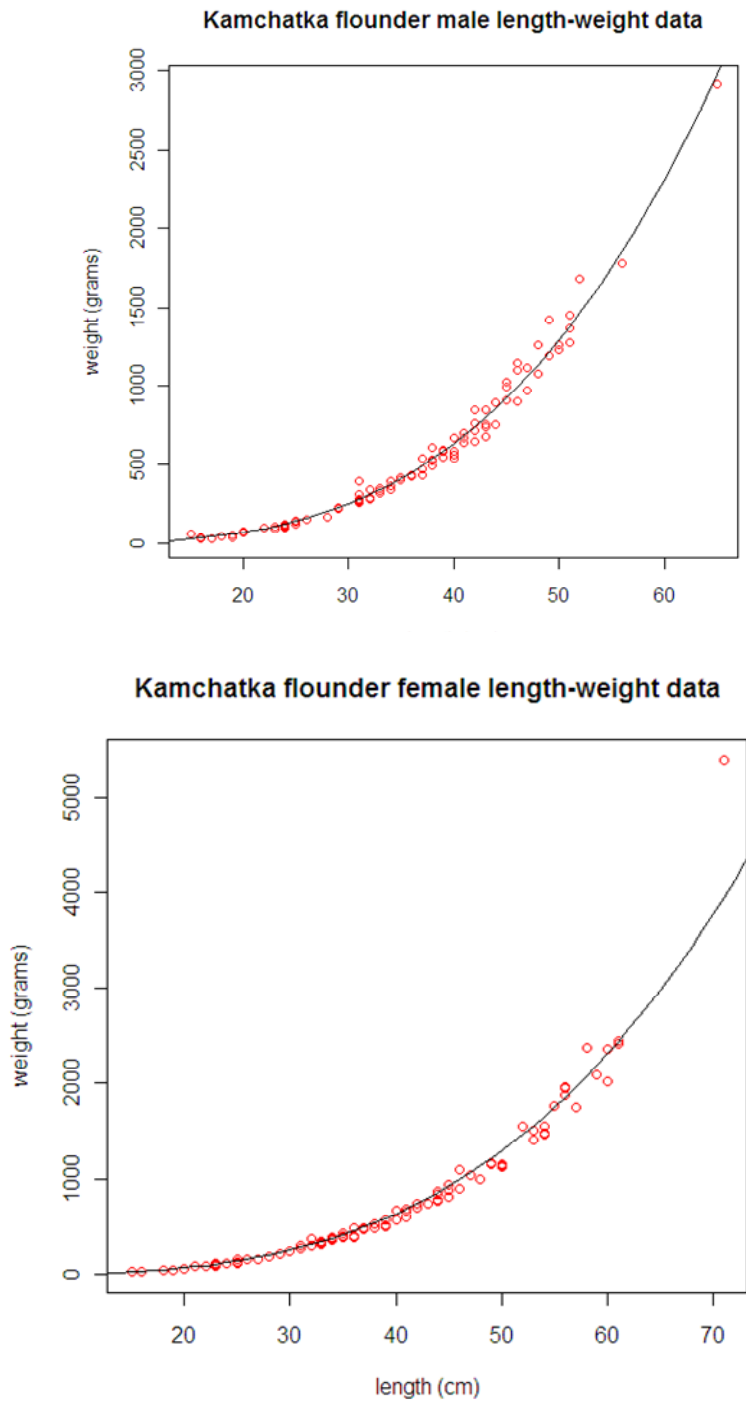 Kamchatka flounder male length-weight data
3000
2500
2000
1500
1000
500
0
weight (grams)
20 30 40 50 60
Kamchatka flounder female length-weight data
5000
4000
3000
2000
1000
0
weight (grams)
20 30 40 50 60 70
length (cm)